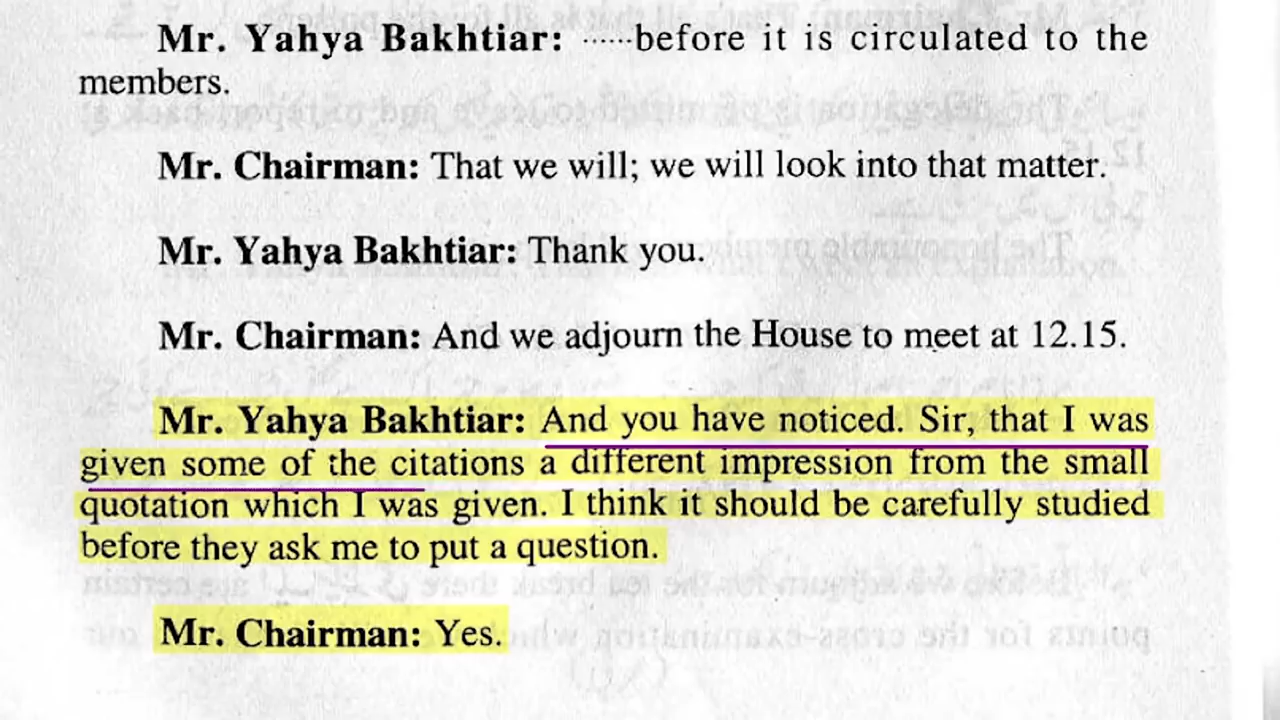 Mr. Yahya Bakhtiar: ······before it is circulated to the
members.
Mr. Chairman: That we will; we will look into that matter.
Mr. Yahya Bakhtiar: Thank you.
Mr. Chairman: And we adjourn the House to meet at 12.15.
Mr. Yahya Bakhtiar: And you have noticed. Sir, that I was
given some of the citations a different impression from the small
quotation which I was given. I think it should be carefully studied
before they ask me to put a question.
Mr. Chairman: Yes.